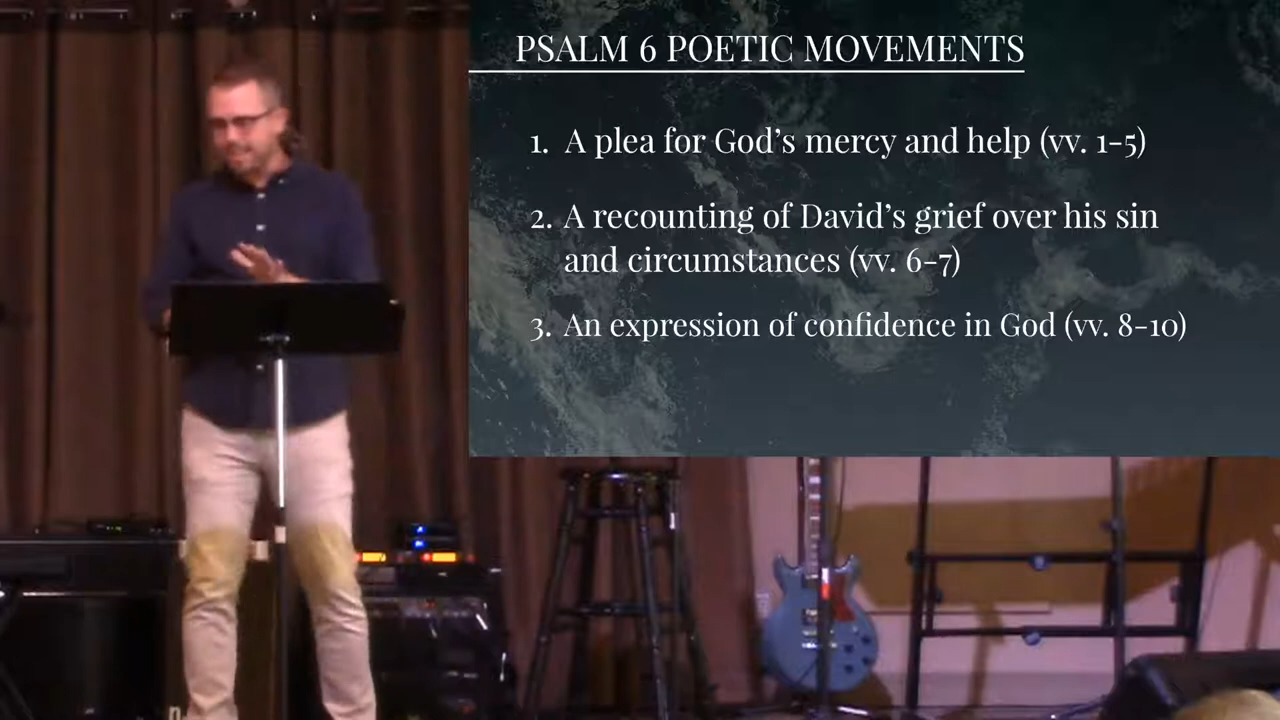 PSALM 6 POETIC MOVEMENTS
1. A plea for God's mercy and help (vv. 1-5)
2. A recounting of David's grief over his sin
and circumstances (vv. 6-7)
3. An expression of confidence in God (vv. 8-10)